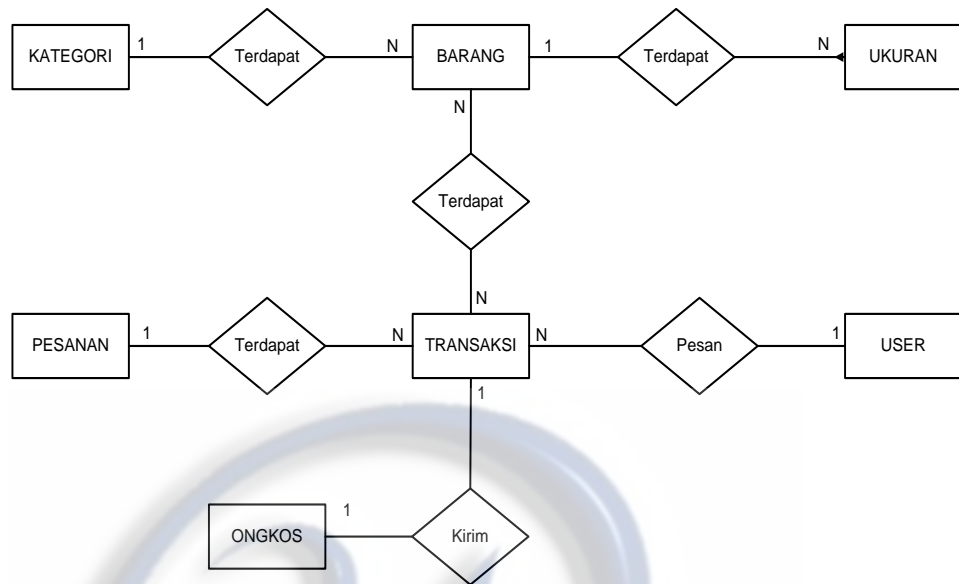 KATEGORI 1 Terdapat N BARANG 1 Terdapat N UKURAN
N
Terdapat
N
PESANAN 1 Terdapat N TRANSAKSI N Pesan 1 USER
1
ONGKOS 1 Kirim